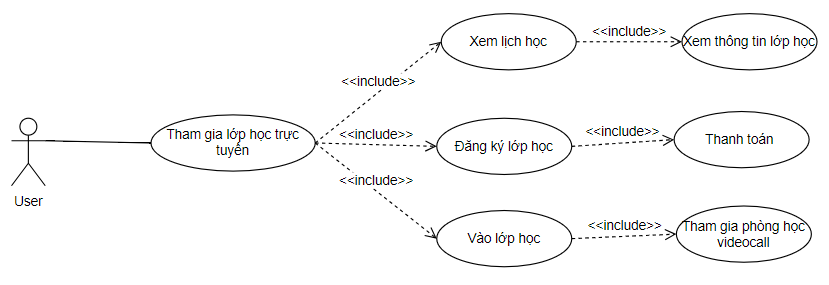 Xem lịch học
<<include>>
Xem thông tin lớp học
<<include>>
Tham gia lớp học trực
tuyến
<<include>>
Đăng ký lớp học
<<include>>
Thanh toán
<<include>>
User
Vào lớp học
<<include>>
Tham gia phòng học
videocall